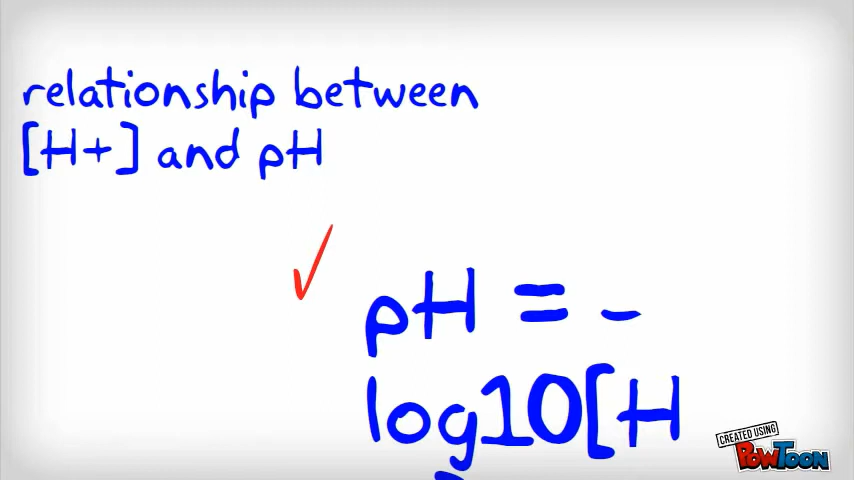 relationship between
[H+] and pH
pH = -
log10[H
CREATED USING
POWTOON